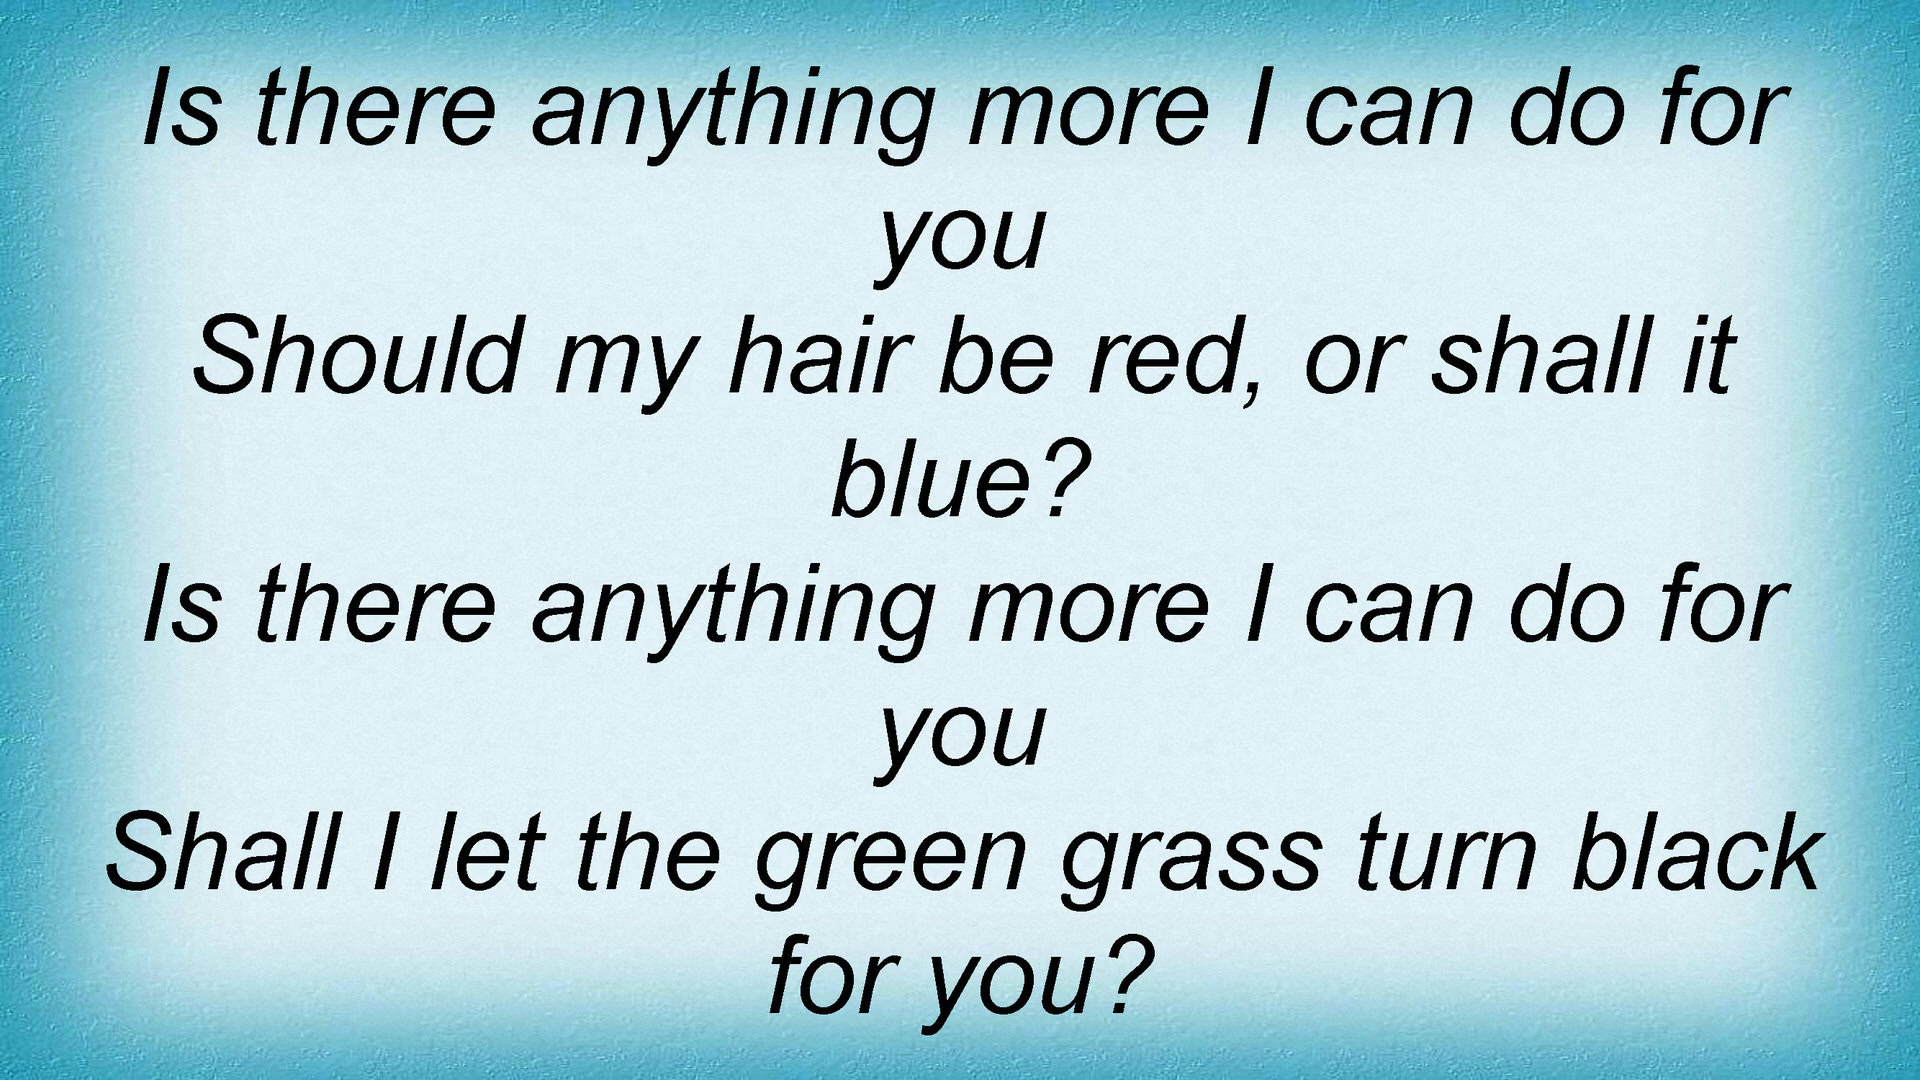 Is there anything more I can do for
you
Should my hair be red, or shall it
blue?
Is there anything more I can do for
you
Shall I let the green grass turn black
for you?